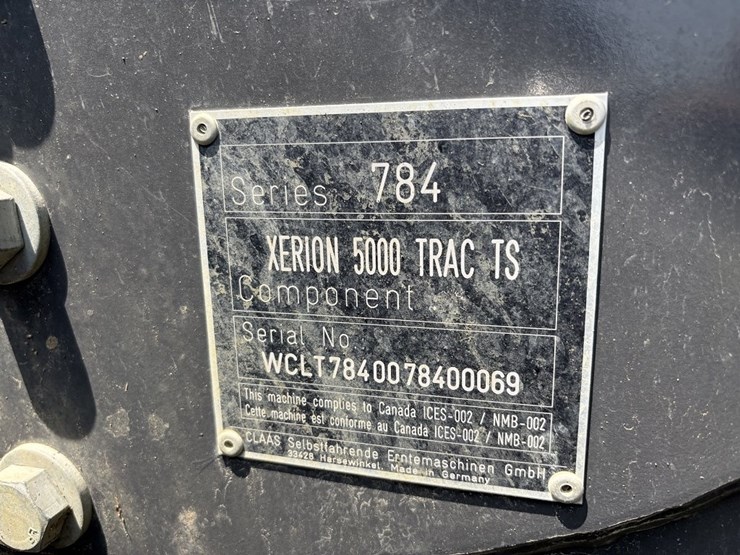 Series 784
XERION 5000 TRAC TS
Component
Serial No.:
WCLT7840078400069
This machine complies to Canada ICES-002 / NMB-002
Cette machine est conforme au Canada ICES-002 / NMB-002
CLAAS Selbstfahrende Erntemaschinen GmbH
33428 Harsewinkel, Made in Germany